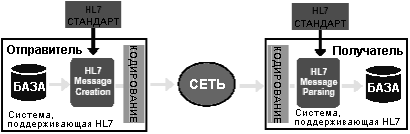 HL7
СТАНДАРТ
HL7
СТАНДАРТ
Отправитель
БАЗА
HL7
Message
Creation
КОДИРОВАНИЕ
Система,
поддерживающая HL7
СЕТЬ
Получатель
КОДИРОВАНИЕ
HL7
Message
Parsing
БАЗА
Система,
поддерживающая HL7